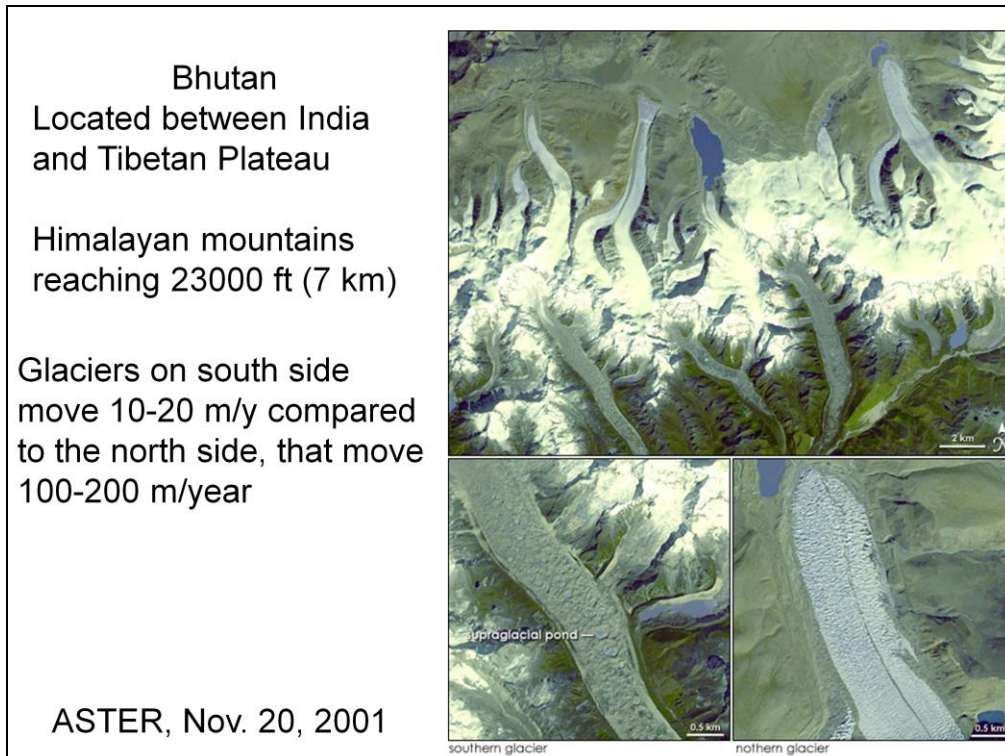 Bhutan
Located between India
and Tibetan Plateau
Himalayan mountains
reaching 23000 ft (7 km)
Glaciers on south side
move 10-20 m/y compared
to the north side, that move
100-200 m/year
ASTER, Nov. 20, 2001
2 km
supraglacial pond
0.5 km
southern glacier
0.5 km
nothern glacier